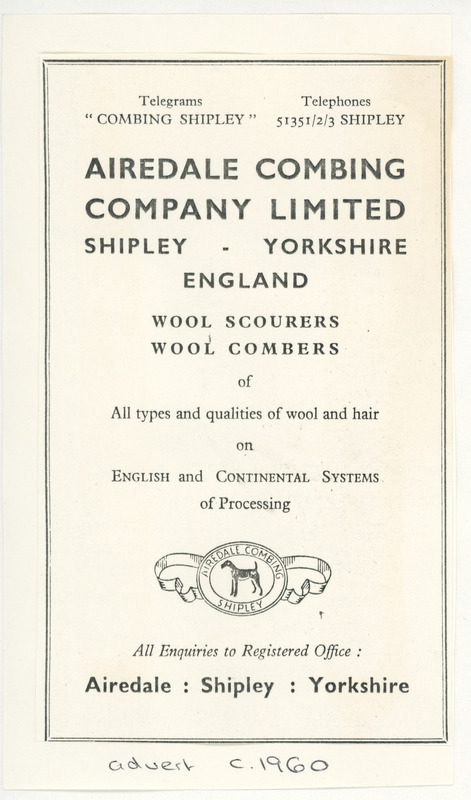 Telegrams Telephones
" COMBING SHIPLEY " 51351/2/3 SHIPLEY
AIREDALE COMBING
COMPANY LIMITED
SHIPLEY - YORKSHIRE
ENGLAND
WOOL SCOURERS
WOOL COMBERS
of
All types and qualities of wool and hair
on
ENGLISH and CONTINENTAL SYSTEMS
of Processing
AIREDALE COMBING
SHIPLEY
All Enquiries to Registered Office :
Airedale : Shipley : Yorkshire
advert c.1960